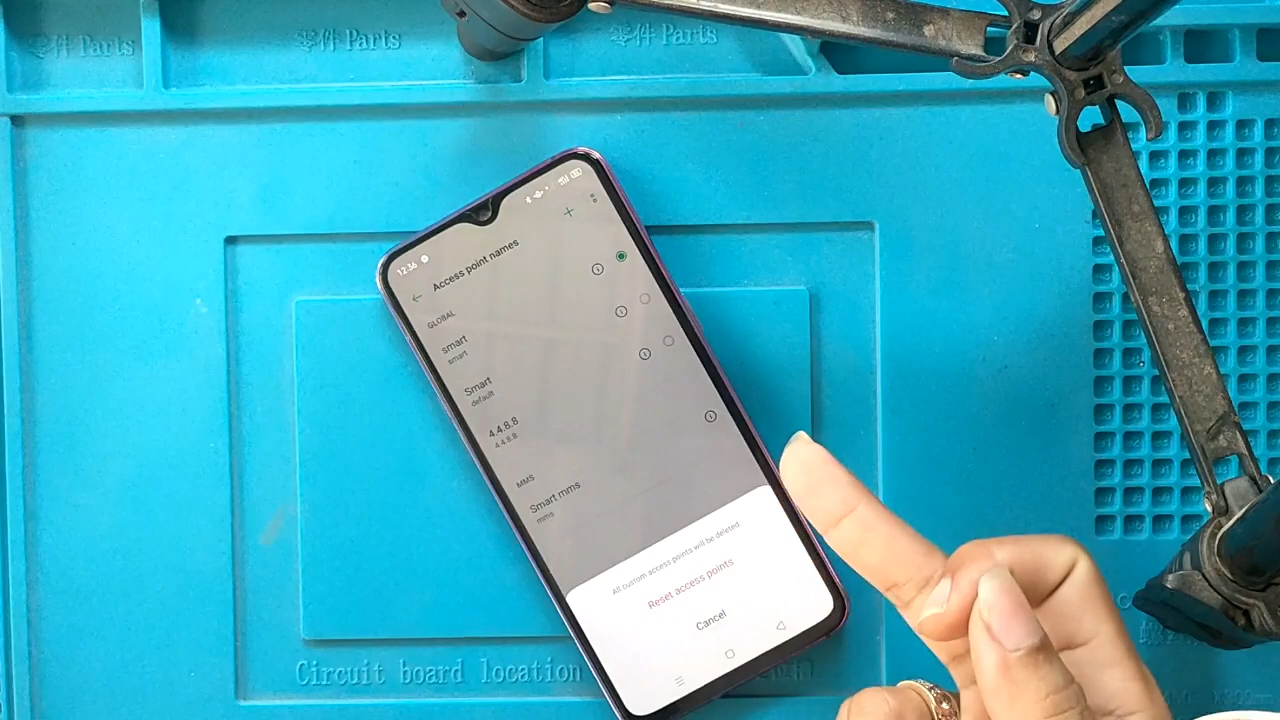 零件 Parts
零件 Parts
零件 Parts
12:36
Access point names
GLOBAL
smart
smart
Smart
default
4.4.8.8
4.4.8.8
MMS
Smart mms
mms
All custom access points will be deleted
Reset access points
Cancel
Circuit board location